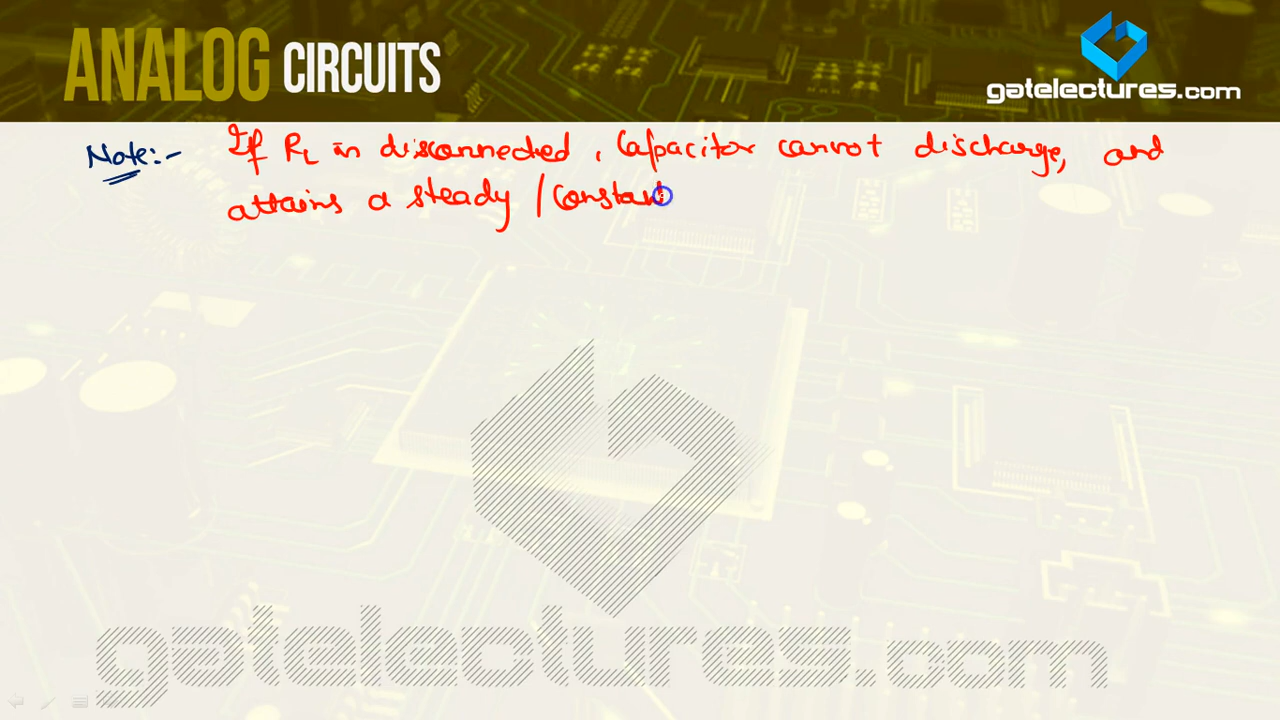 ANALOG CIRCUITS
gatelectures.com
Note:- If RL is disconnected, Capacitor cannot discharge, and
attains a steady / Constant
gatelectures.com